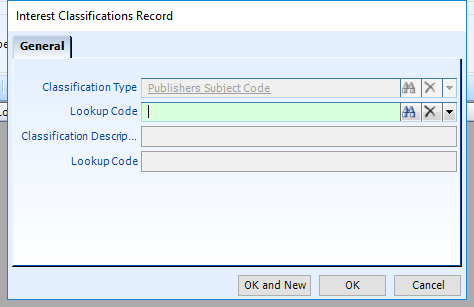 Interest Classifications Record
General
Classification Type Publishers Subject Code
Lookup Code
Classification Descrip...
Lookup Code
OK and New OK Cancel